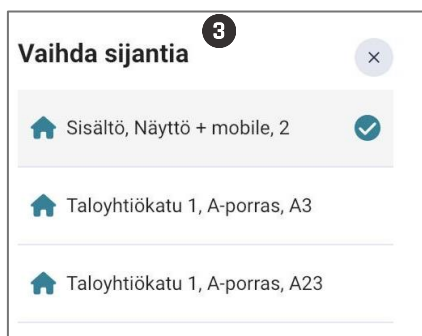 3
Vaihda sijantia
Sisältö, Näyttö + mobile, 2
Taloyhtiökatu 1, A-porras, A3
Taloyhtiökatu 1, A-porras, A23